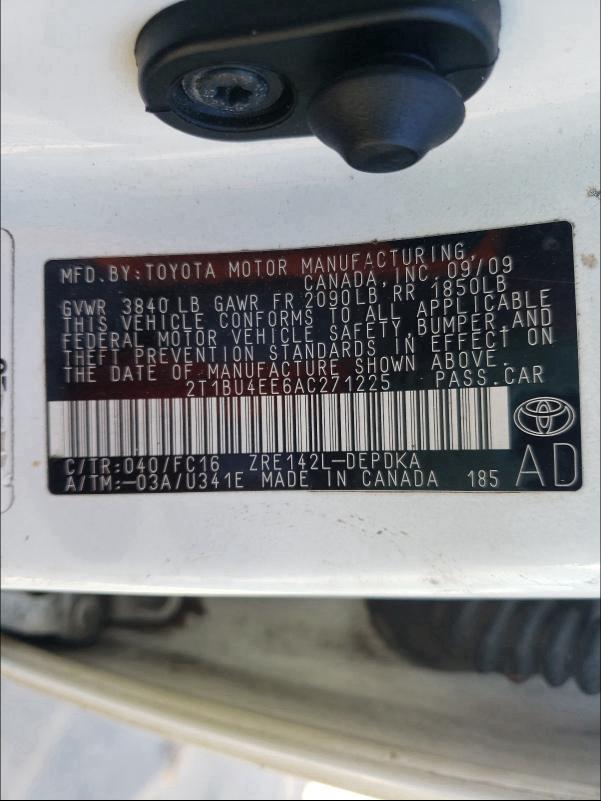 MFD. BY: TOYOTA MOTOR MANUFACTURING,
CANADA, INC. 09/09
GVWR 3840 LB GAWR FR 2090LB RR 1850LB
THIS VEHICLE CONFORMS TO ALL APPLICABLE
FEDERAL MOTOR VEHICLE SAFETY, BUMPER, AND
THEFT PREVENTION STANDARDS IN EFFECT ON
THE DATE OF MANUFACTURE SHOWN ABOVE.
2T1BU4EE6AC271225 PASS. CAR
C/TR: 040/FC16 ZRE142L-DEPDKA
A/TM: -03A/U341E MADE IN CANADA 185
AD